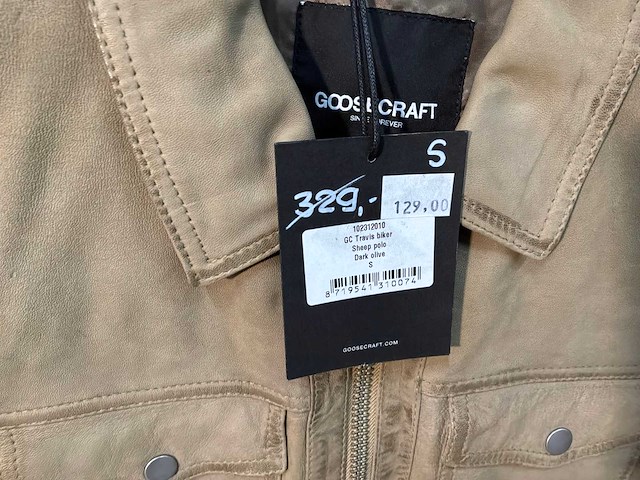 GOOSECRAFT
SINCE FOREVER
S
329,-
129,00
102312010
GC Travis biker
Sheep polo
Dark olive
S
8 719541 310074
GOOSECRAFT.COM